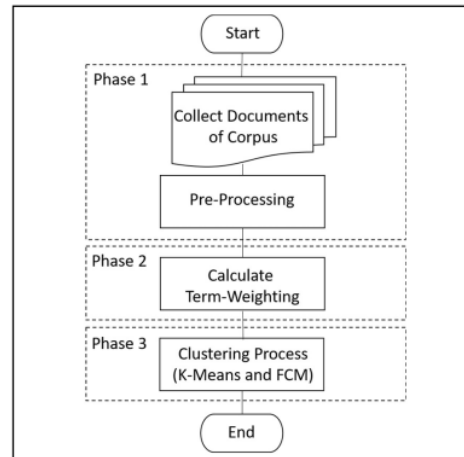 Start
Phase 1
Collect Documents
of Corpus
Pre-Processing
Phase 2
Calculate
Term-Weighting
Phase 3
Clustering Process
(K-Means and FCM)
End